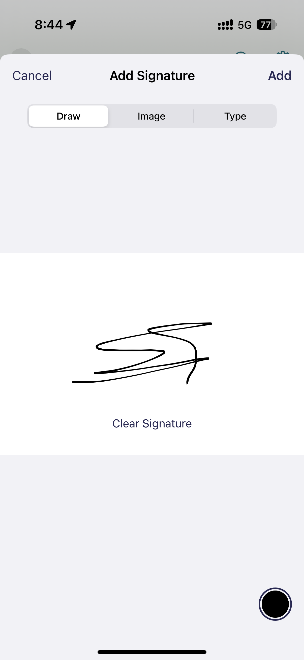 8:44 5G 77
Cancel Add Signature Add
Draw Image Type
Clear Signature